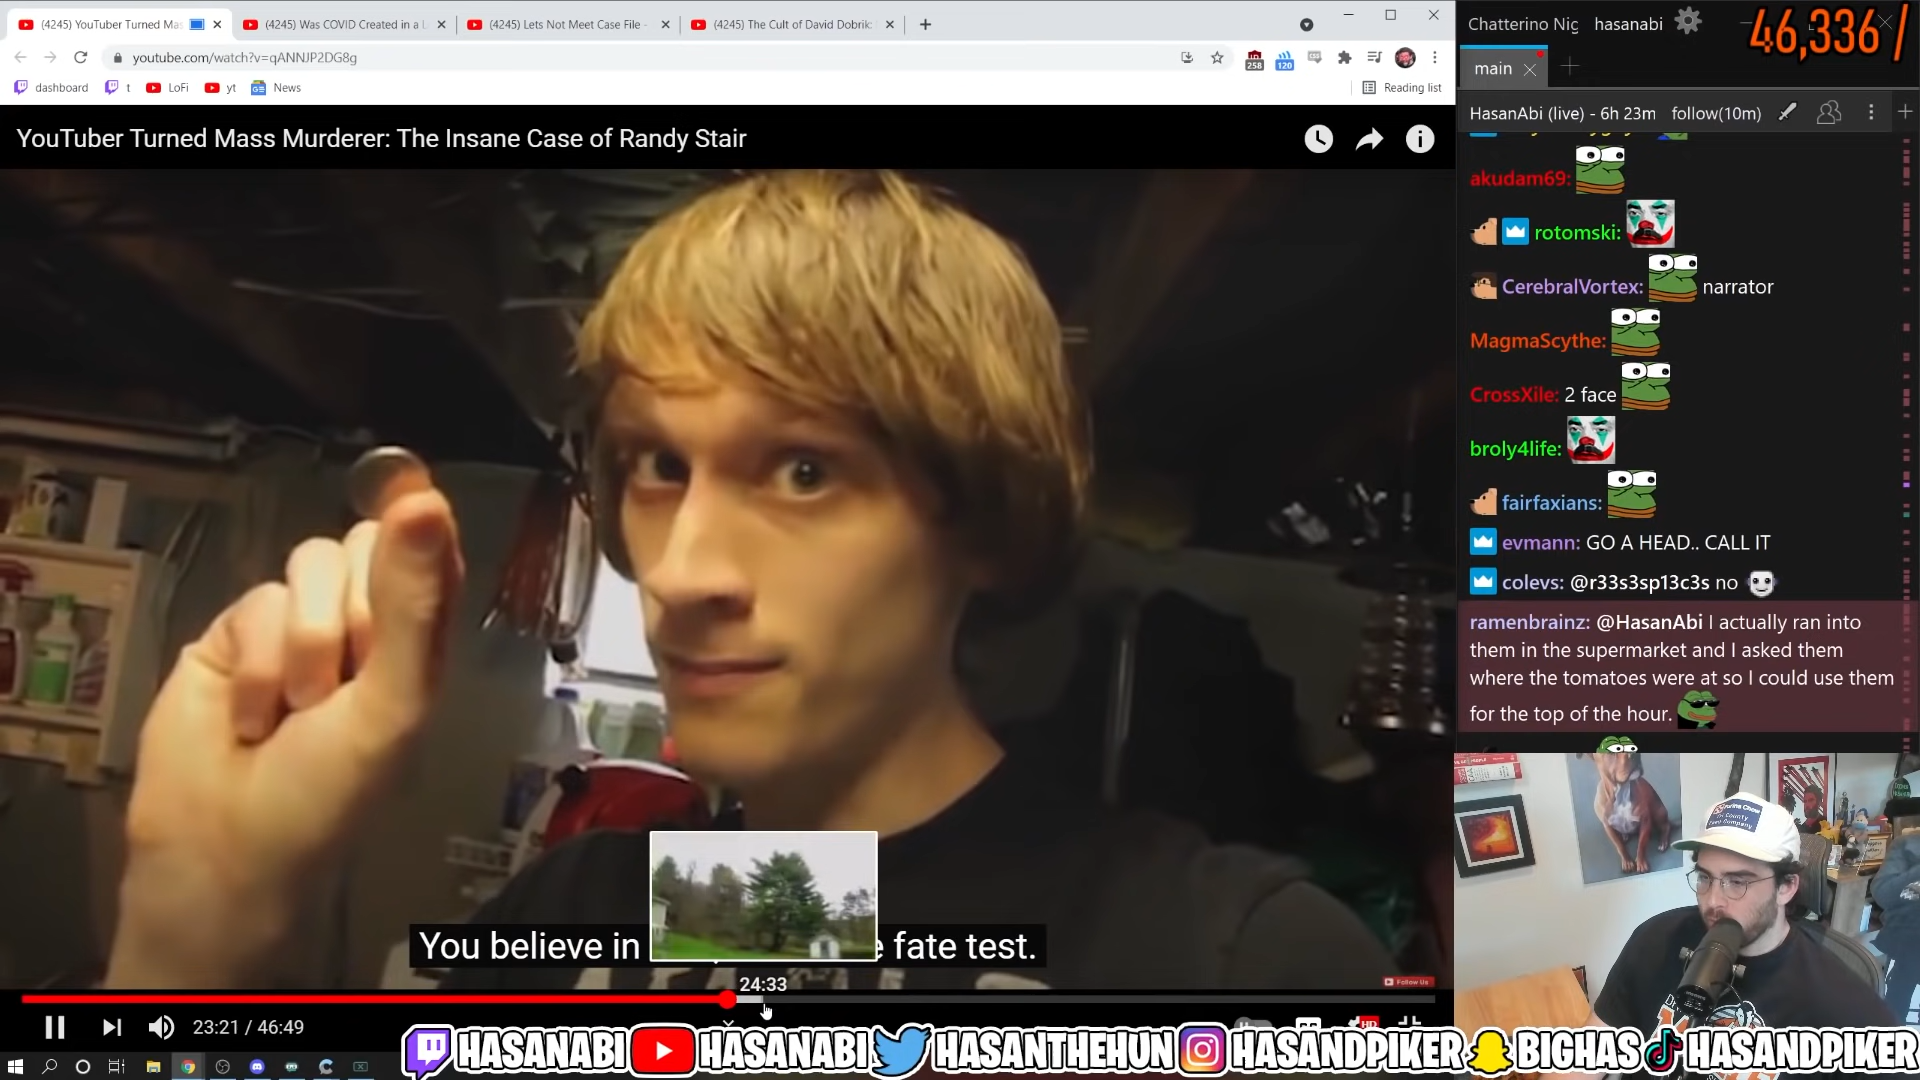 (4245) YouTuber Turned Ma
(4245) Was COVID Created in a L
(4245) Lets Not Meet Case File -
(4245) The Cult of David Dobrik:
youtube.com/watch?v=qANNJP2DG8g
258
120
dashboard
t
LoFi
yt
News
Reading list
YouTuber Turned Mass Murderer: The Insane Case of Randy Stair
You believe in
fate test.
24:33
Follow Us
23:21 / 46:49
HD
Chatterino Nig
hasanabi
46,336 /
main
HasanAbi (live) - 6h 23m
follow(10m)
akudam69:
rotomski:
CerebralVortex: narrator
MagmaScythe:
CrossXile: 2 face
broly4life:
fairfaxians:
evmann: GO A HEAD.. CALL IT
colevs: @r33s3sp13c3s no
ramenbrainz: @HasanAbi I actually ran into
them in the supermarket and I asked them
where the tomatoes were at so I could use them
for the top of the hour.
HASANABI
HASANABI
HASANTHEHUN
HASANDPIKER
BIGHAS
HASANDPIKER